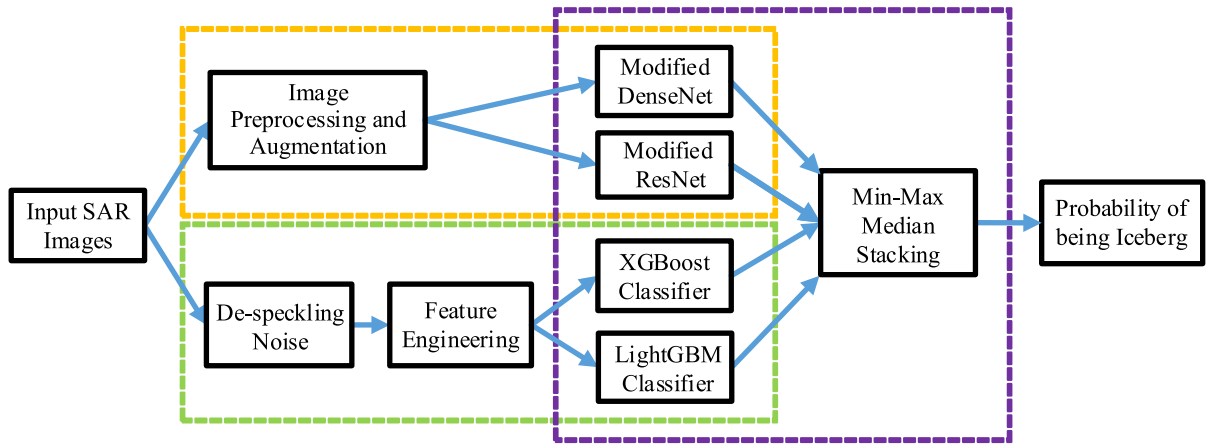 Input SAR
Images
Image
Preprocessing and
Augmentation
De-speckling
Noise
Feature
Engineering
Modified
DenseNet
Modified
ResNet
XGBoost
Classifier
LightGBM
Classifier
Min-Max
Median
Stacking
Probability of
being Iceberg